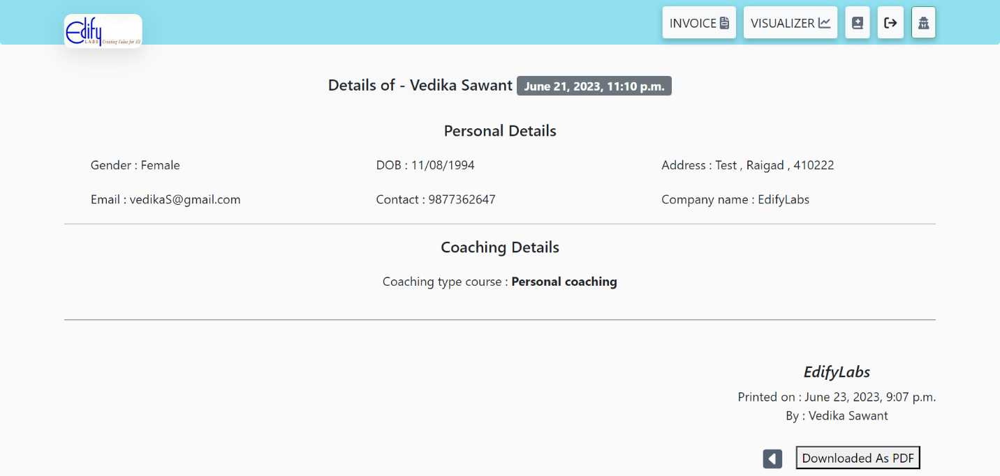 Edify
LABS Creating Value for All
INVOICE
VISUALIZER
Details of - Vedika Sawant June 21, 2023, 11:10 p.m.
Personal Details
Gender : Female DOB : 11/08/1994 Address : Test , Raigad , 410222
Email : vedikaS@gmail.com Contact : 9877362647 Company name : EdifyLabs
Coaching Details
Coaching type course : Personal coaching
EdifyLabs
Printed on : June 23, 2023, 9:07 p.m.
By : Vedika Sawant
Downloaded As PDF